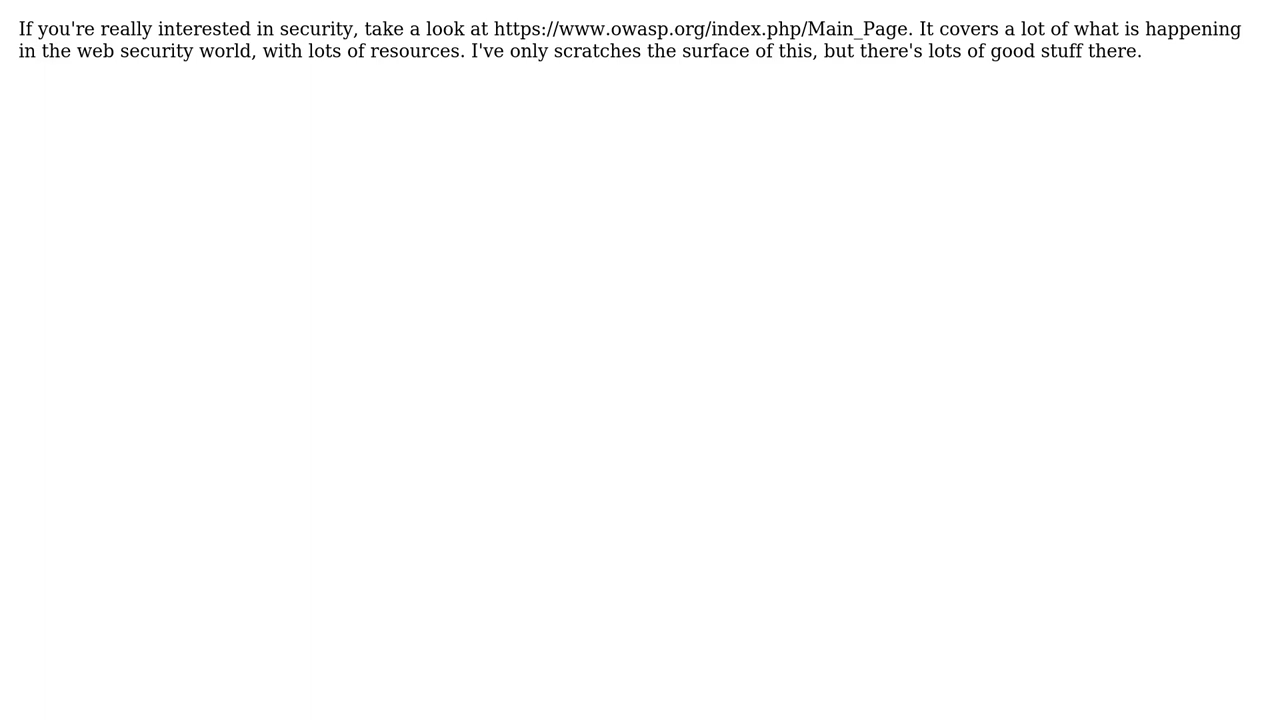 If you're really interested in security, take a look at https://www.owasp.org/index.php/Main_Page. It covers a lot of what is happening
in the web security world, with lots of resources. I've only scratches the surface of this, but there's lots of good stuff there.